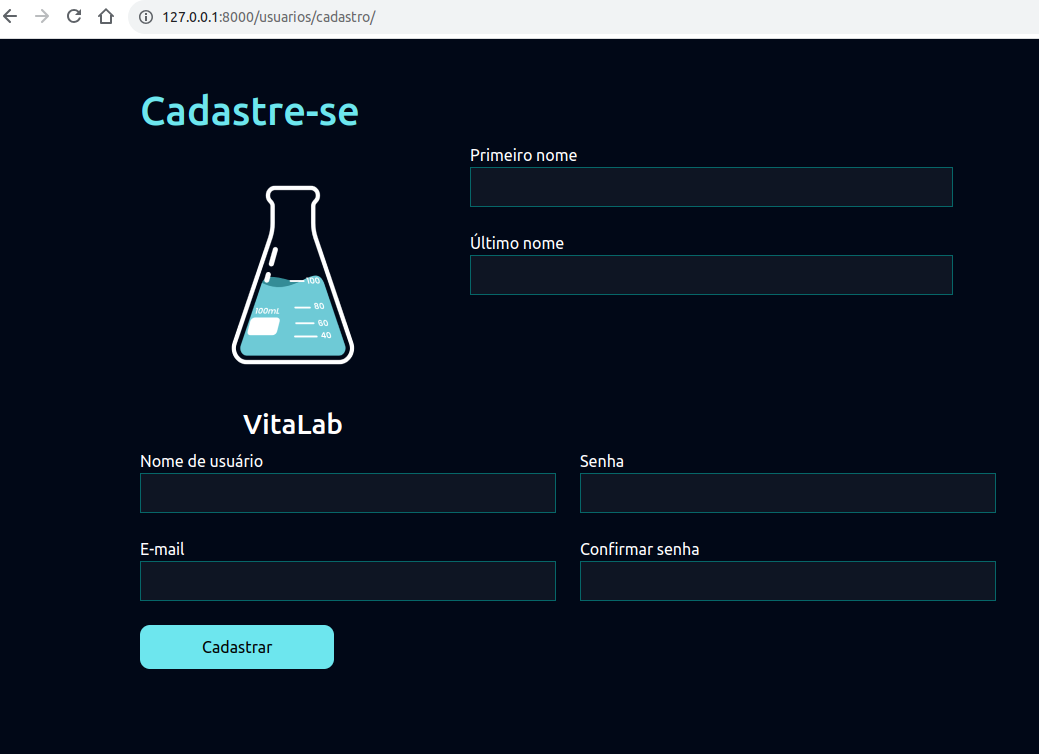 127.0.0.1:8000/usuarios/cadastro/
Cadastre-se
Primeiro nome
Último nome
100
100ml
80
60
40
VitaLab
Nome de usuário
Senha
E-mail
Confirmar senha
Cadastrar